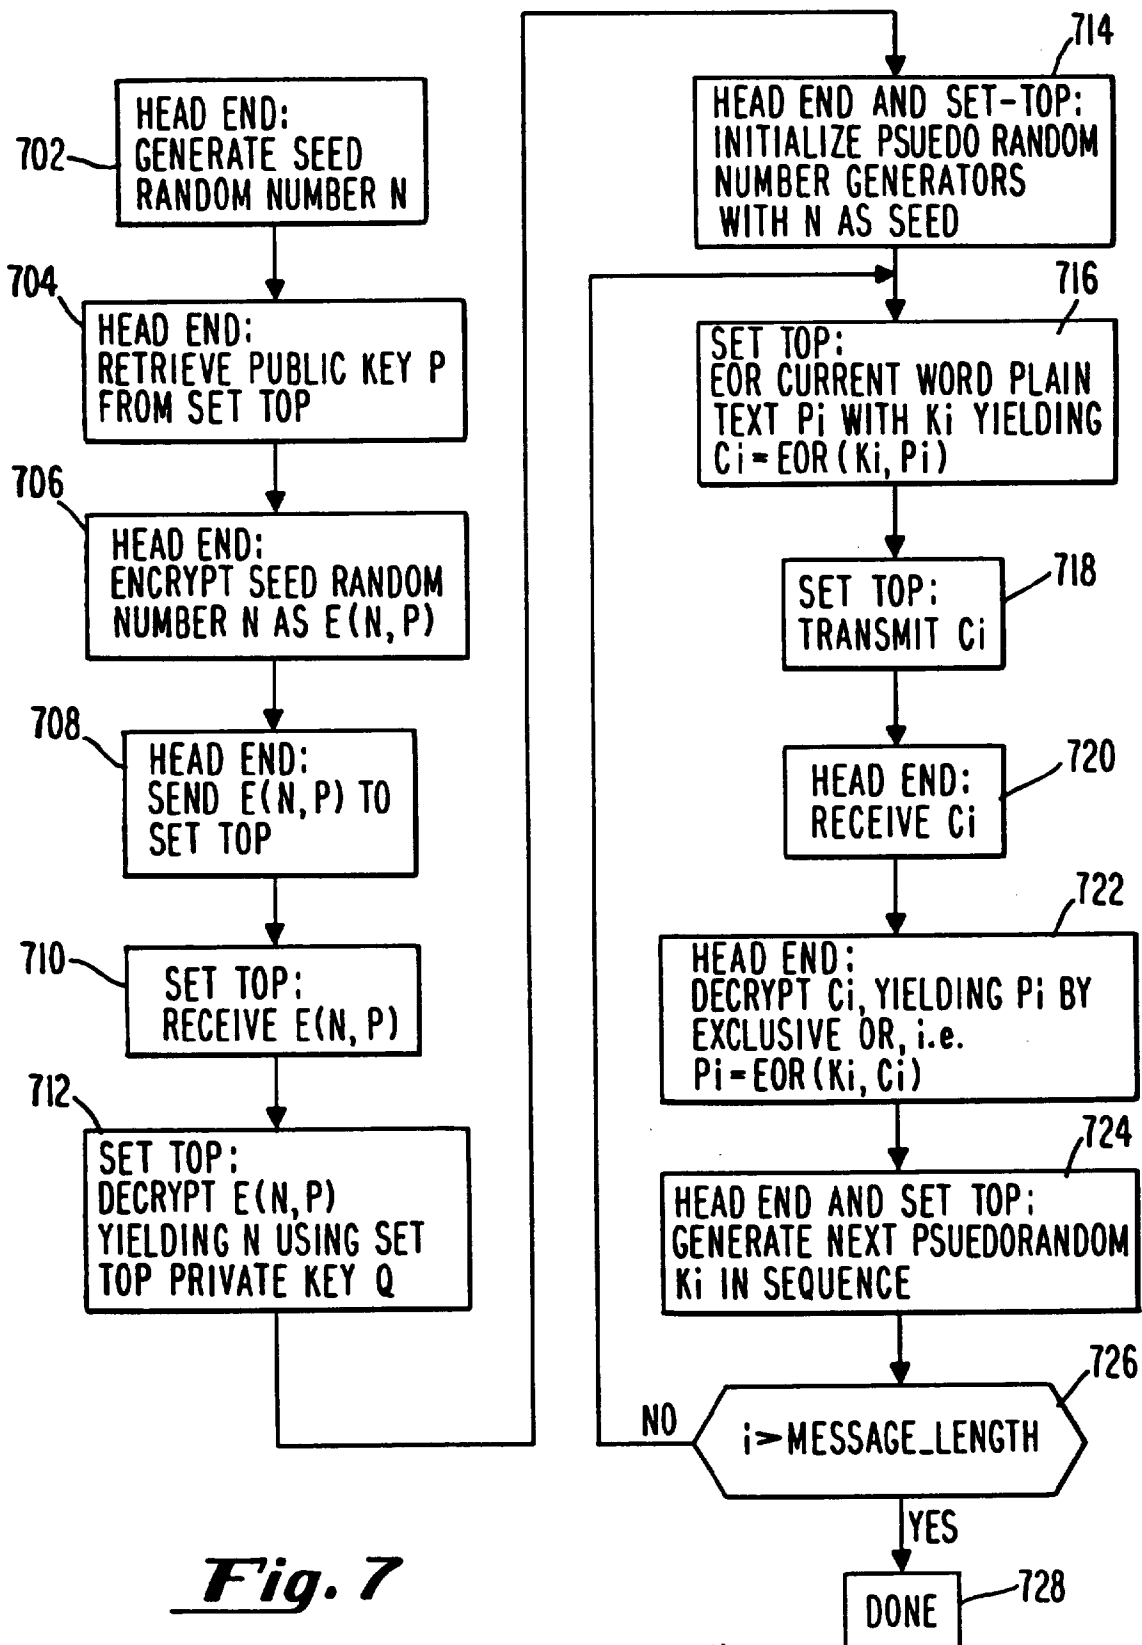 702
HEAD END:
GENERATE SEED
RANDOM NUMBER N
704
HEAD END:
RETRIEVE PUBLIC KEY P
FROM SET TOP
706
HEAD END:
ENCRYPT SEED RANDOM
NUMBER N AS E(N,P)
708
HEAD END:
SEND E(N,P) TO
SET TOP
710
SET TOP:
RECEIVE E(N,P)
712
SET TOP:
DECRYPT E(N,P)
YIELDING N USING SET
TOP PRIVATE KEY Q
714
HEAD END AND SET-TOP:
INITIALIZE PSUEDO RANDOM
NUMBER GENERATORS
WITH N AS SEED
716
SET TOP:
EOR CURRENT WORD PLAIN
TEXT Pi WITH Ki YIELDING
Ci=EOR(Ki,Pi)
718
SET TOP:
TRANSMIT Ci
720
HEAD END:
RECEIVE Ci
722
HEAD END:
DECRYPT Ci, YIELDING Pi BY
EXCLUSIVE OR, i.e.
Pi=EOR(Ki,Ci)
724
HEAD END AND SET TOP:
GENERATE NEXT PSUEDORANDOM
Ki IN SEQUENCE
726
i>MESSAGE_LENGTH
NO
YES
728
DONE
Fig. 7